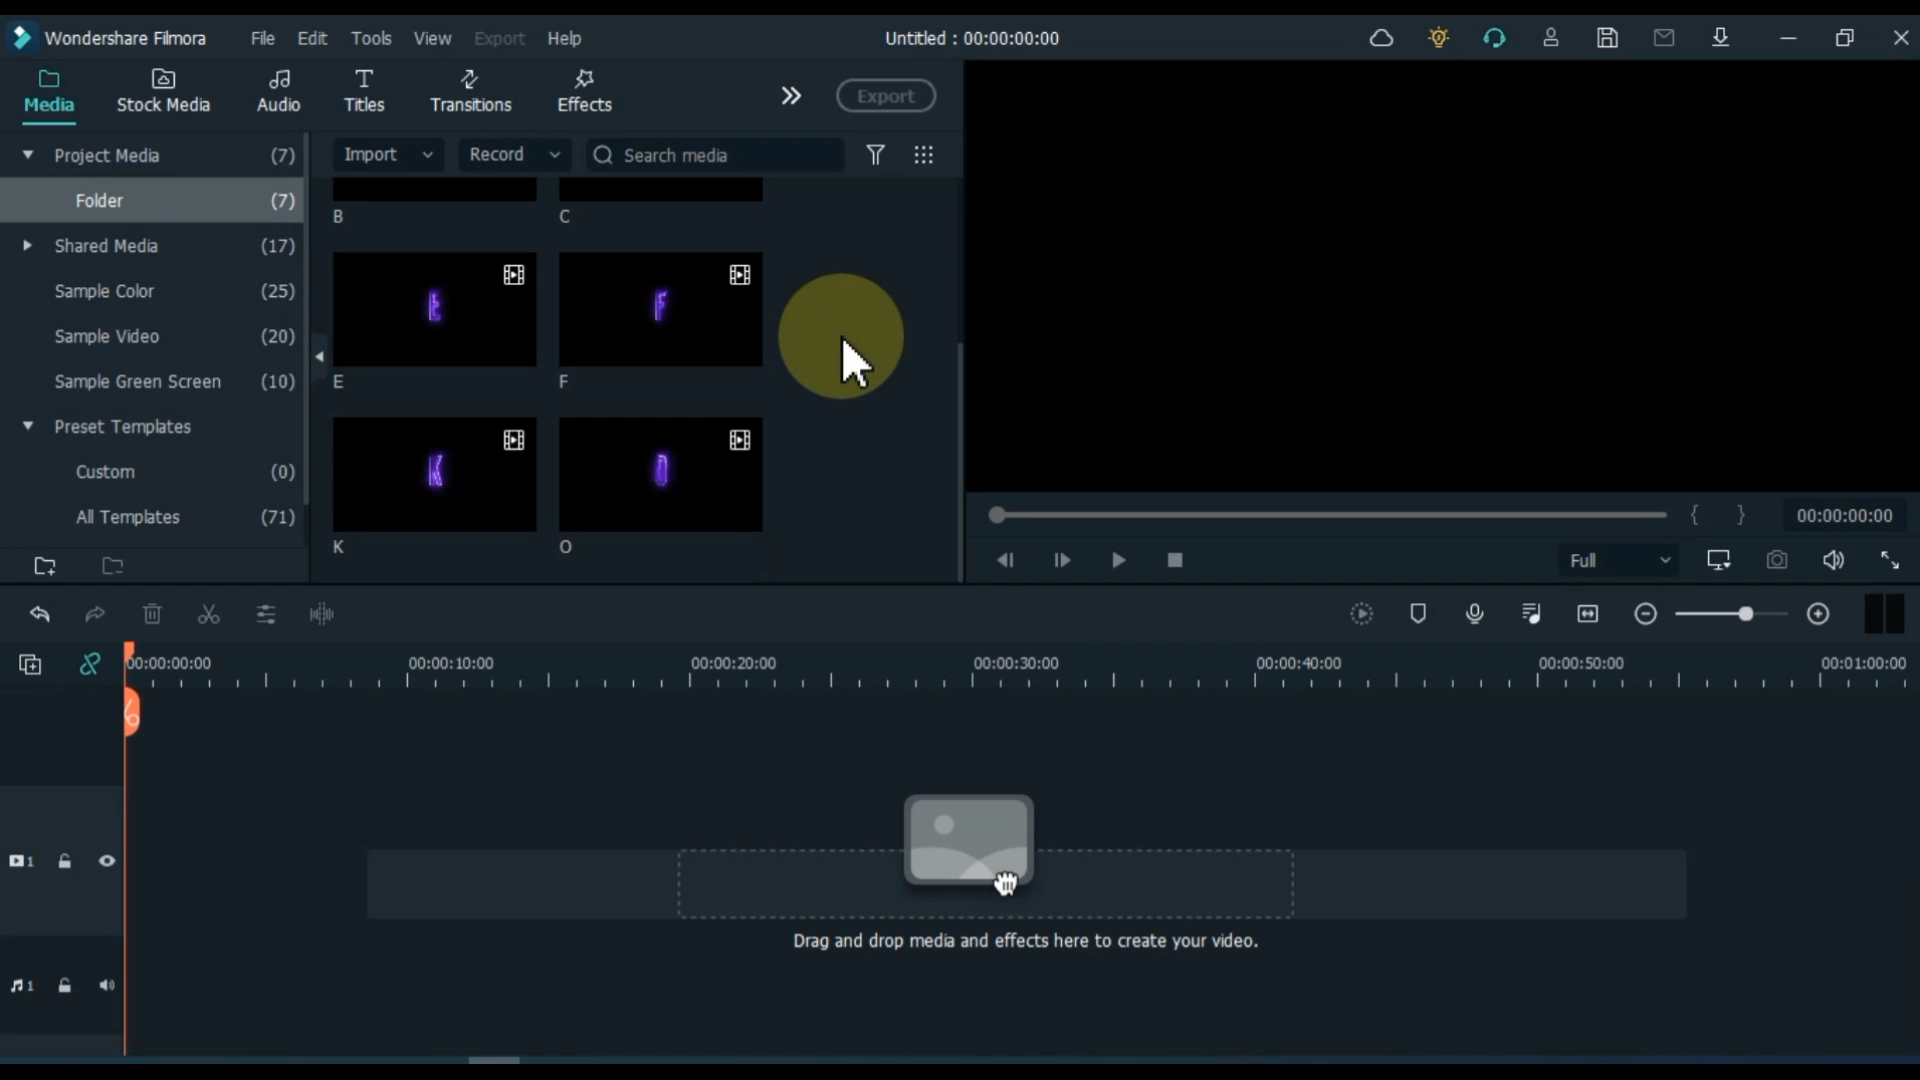 Wondershare Filmora File Edit Tools View Export Help Untitled : 00:00:00:00
Media Stock Media Audio Titles Transitions Effects Export
Project Media (7)
Folder (7)
Shared Media (17)
Sample Color (25)
Sample Video (20)
Sample Green Screen (10)
Preset Templates
Custom (0)
All Templates (71)
Import Record Search media
B C
E F
E F
K O
K O
{ } 00:00:00:00
Full
00:00:00:00 00:00:10:00 00:00:20:00 00:00:30:00 00:00:40:00 00:00:50:00 00:01:00:00
1
Drag and drop media and effects here to create your video.
1